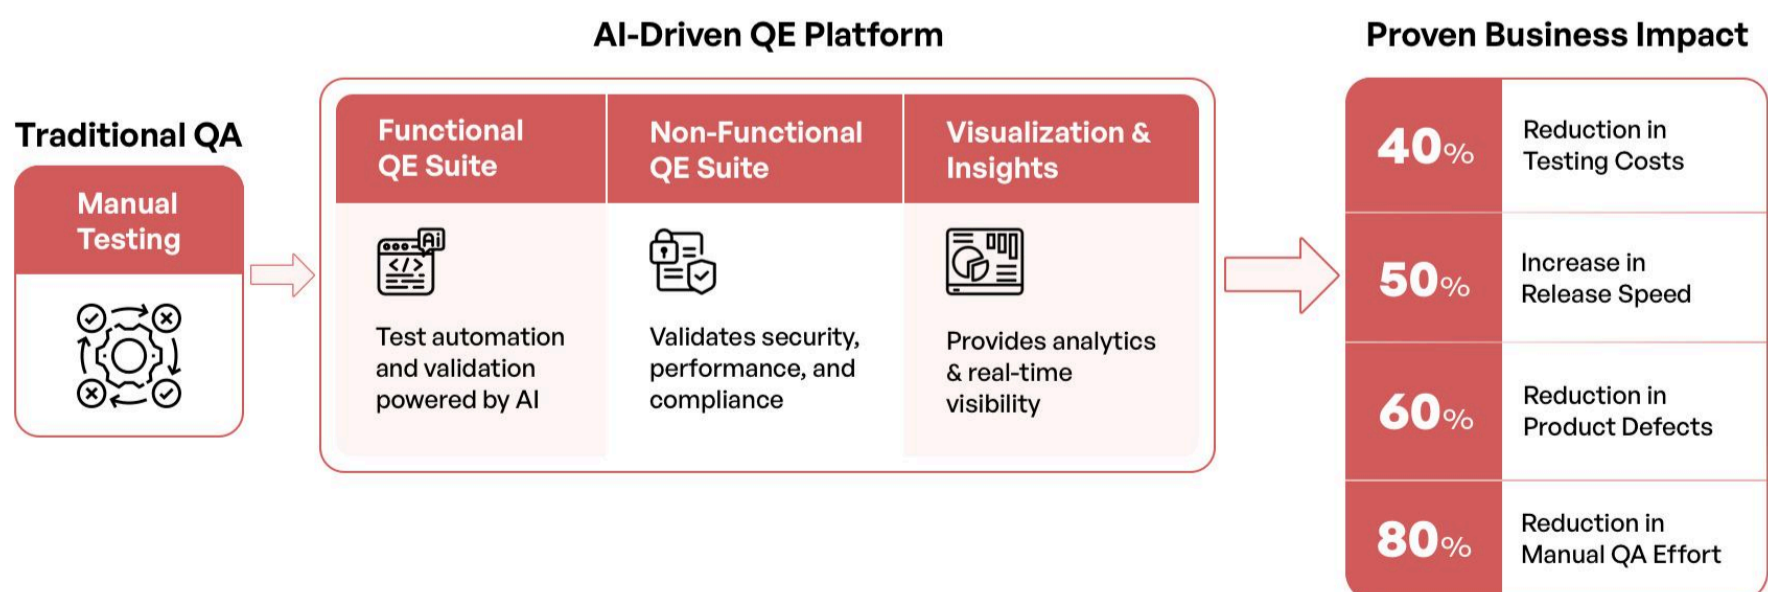 AI-Driven QE Platform
Proven Business Impact
Traditional QA
Manual
Testing
Functional
QE Suite
Ai
</>
Test automation
and validation
powered by AI
Non-Functional
QE Suite
Validates security,
performance, and
compliance
Visualization &
Insights
Provides analytics
& real-time
visibility
40%
Reduction in
Testing Costs
50%
Increase in
Release Speed
60%
Reduction in
Product Defects
80%
Reduction in
Manual QA Effort